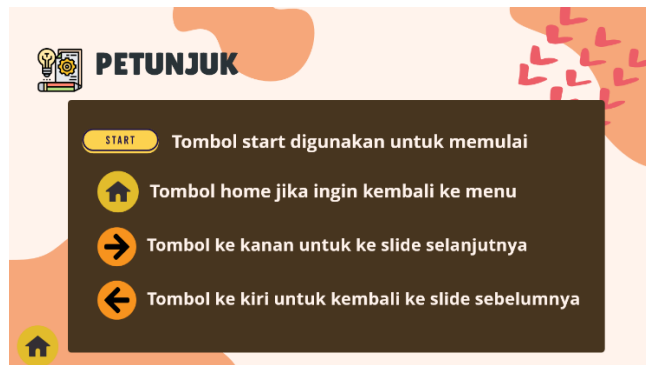 PETUNJUK
START Tombol start digunakan untuk memulai
Tombol home jika ingin kembali ke menu
Tombol ke kanan untuk ke slide selanjutnya
Tombol ke kiri untuk kembali ke slide sebelumnya